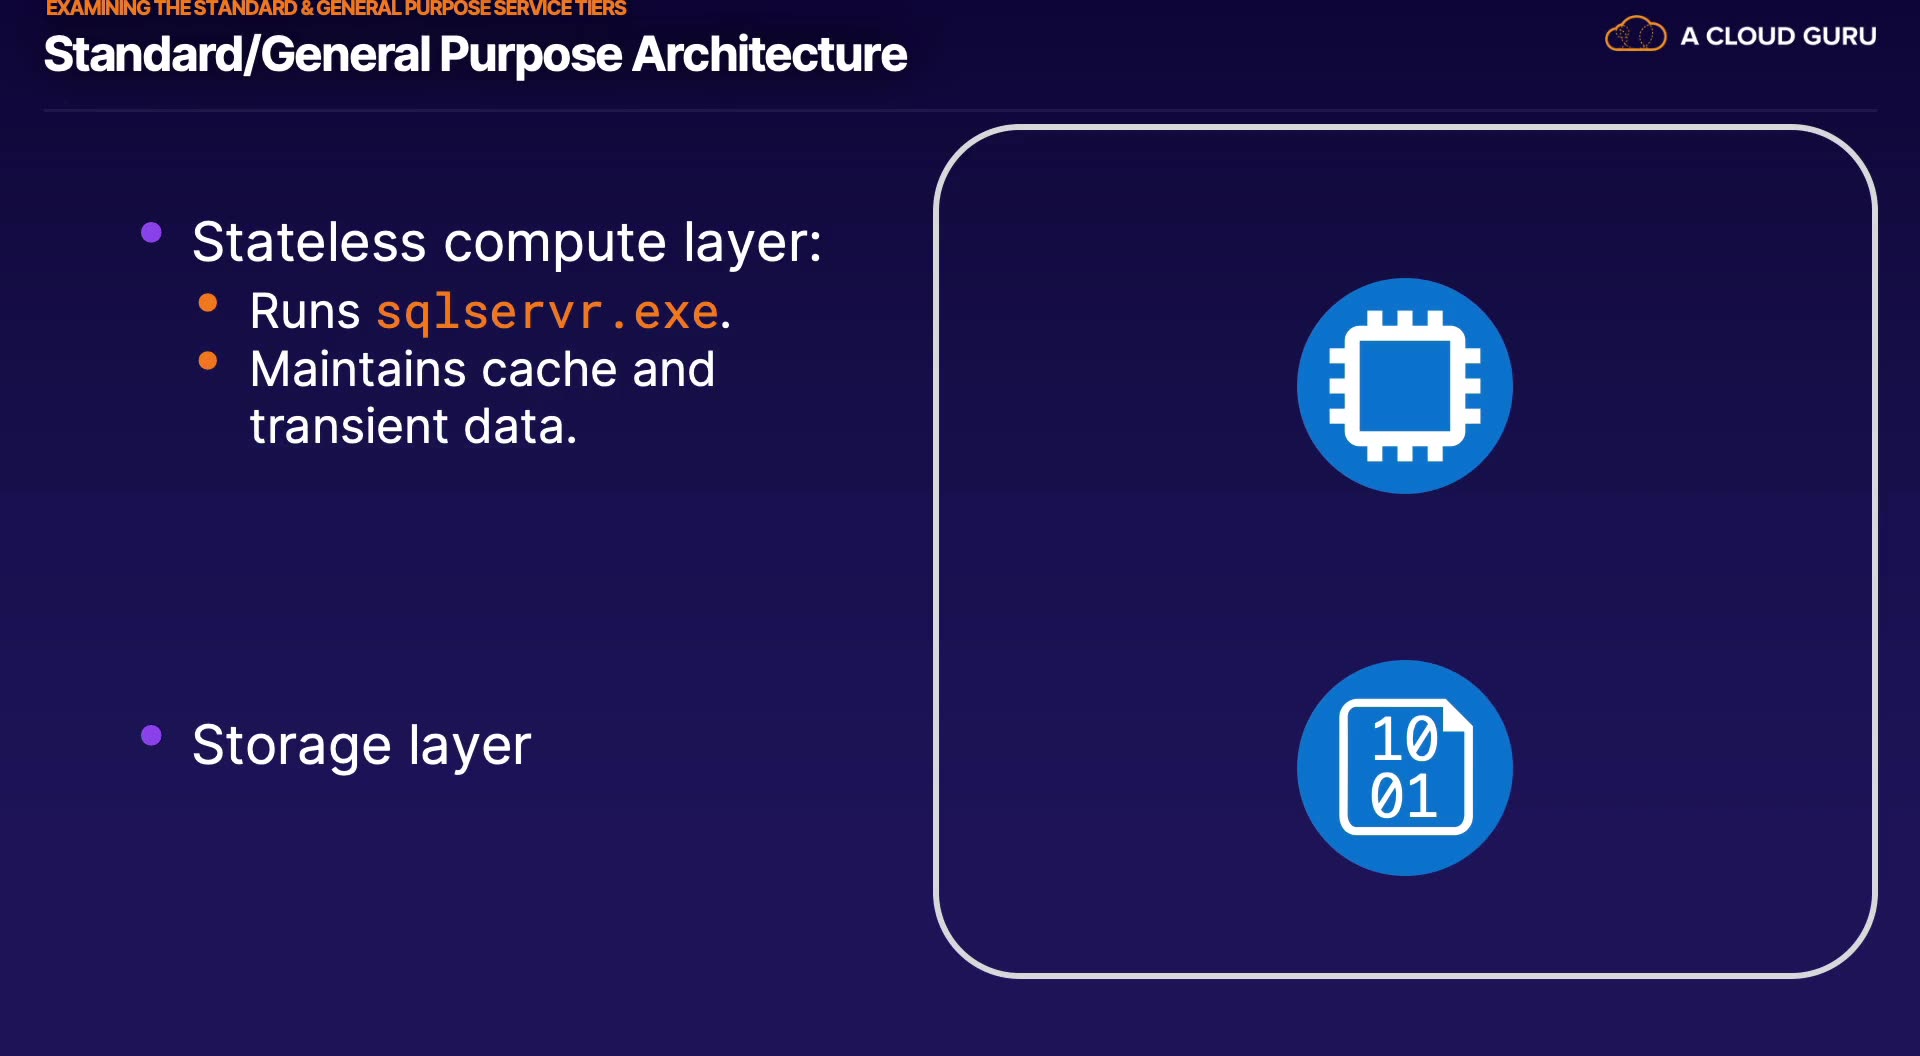 EXAMINING THE STANDARD & GENERAL PURPOSE SERVICE TIERS
Standard/General Purpose Architecture
A CLOUD GURU
Stateless compute layer:
Runs sqlservr.exe.
Maintains cache and
transient data.
Storage layer
10
01